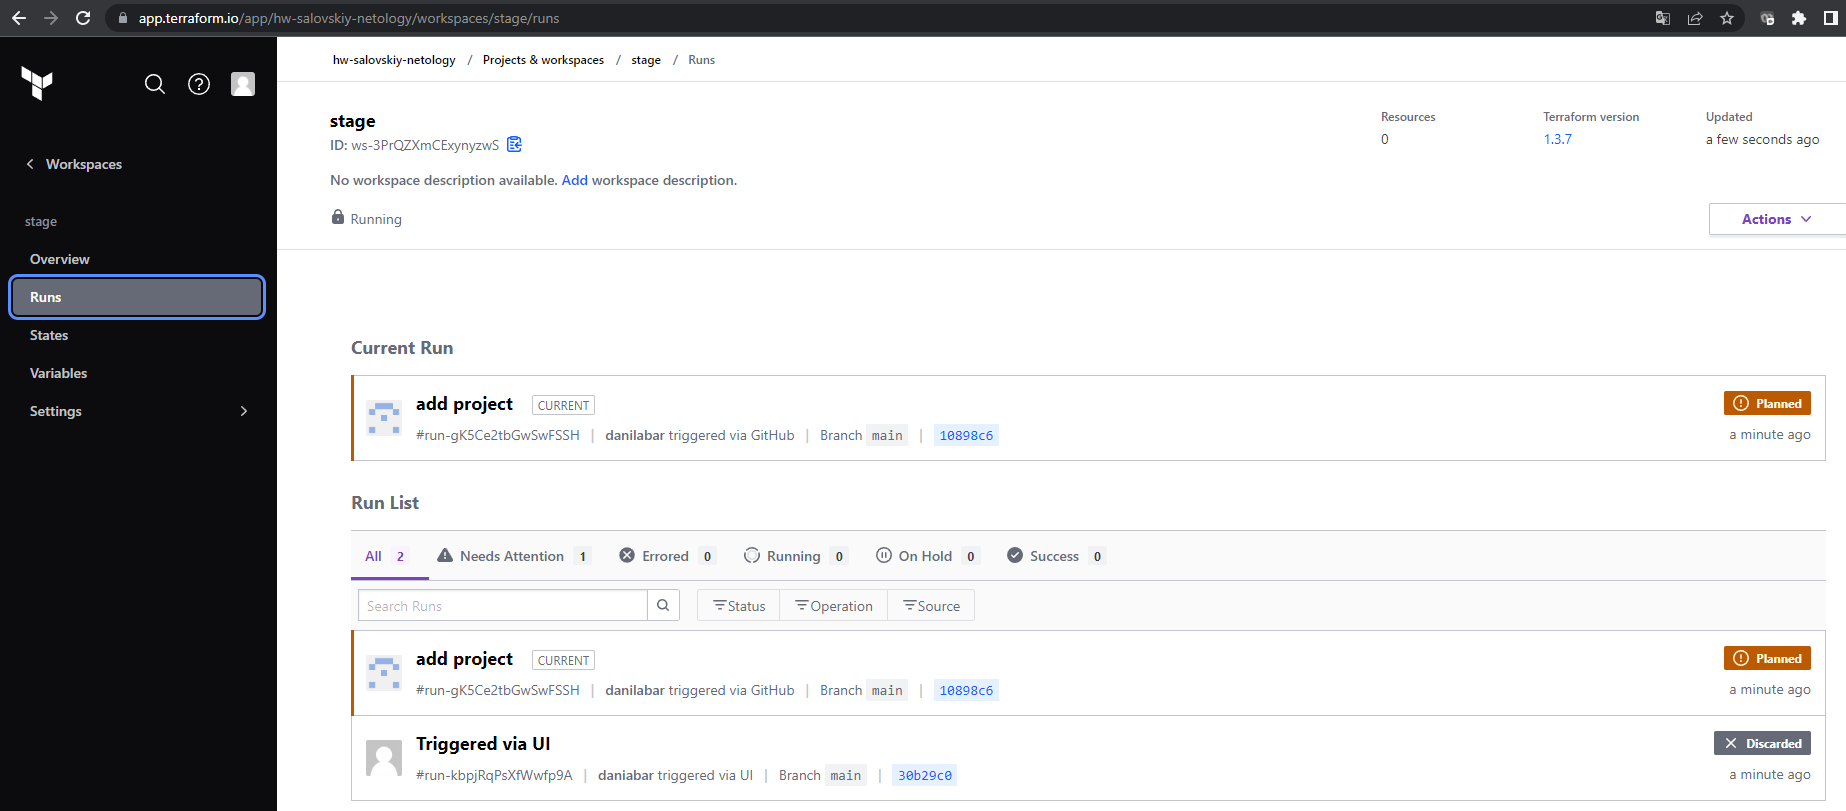 app.terraform.io/app/hw-salovskiy-netology/workspaces/stage/runs
hw-salovskiy-netology / Projects & workspaces / stage / Runs
Workspaces
stage
Overview
Runs
States
Variables
Settings
stage
ID: ws-3PrQZXmCExynyzwS
No workspace description available. Add workspace description.
Running
Resources
0
Terraform version
1.3.7
Updated
a few seconds ago
Actions
Current Run
add project CURRENT
#run-gK5Ce2tbGwSwFSSH | danilabar triggered via GitHub | Branch main | 10898c6
Planned
a minute ago
Run List
All 2 Needs Attention 1 Errored 0 Running 0 On Hold 0 Success 0
Search Runs Status Operation Source
add project CURRENT
#run-gK5Ce2tbGwSwFSSH | danilabar triggered via GitHub | Branch main | 10898c6
Planned
a minute ago
Triggered via UI
#run-kbpjRqPsXfWwfp9A | daniabar triggered via UI | Branch main | 30b29c0
Discarded
a minute ago